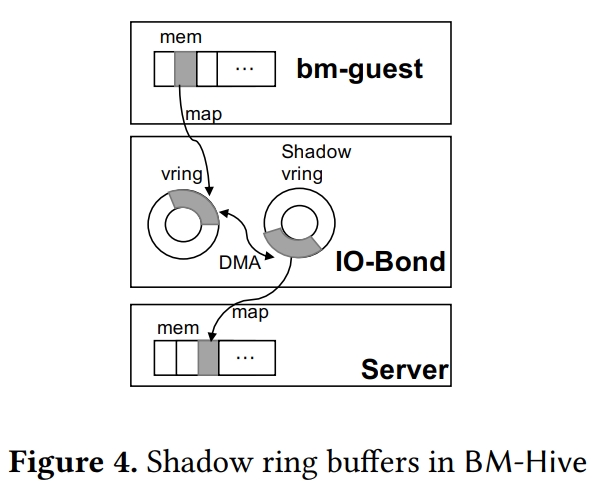 mem
...
bm-guest
map
Shadow
vring
vring
DMA
IO-Bond
map
mem
...
Server
Figure 4. Shadow ring buffers in BM-Hive